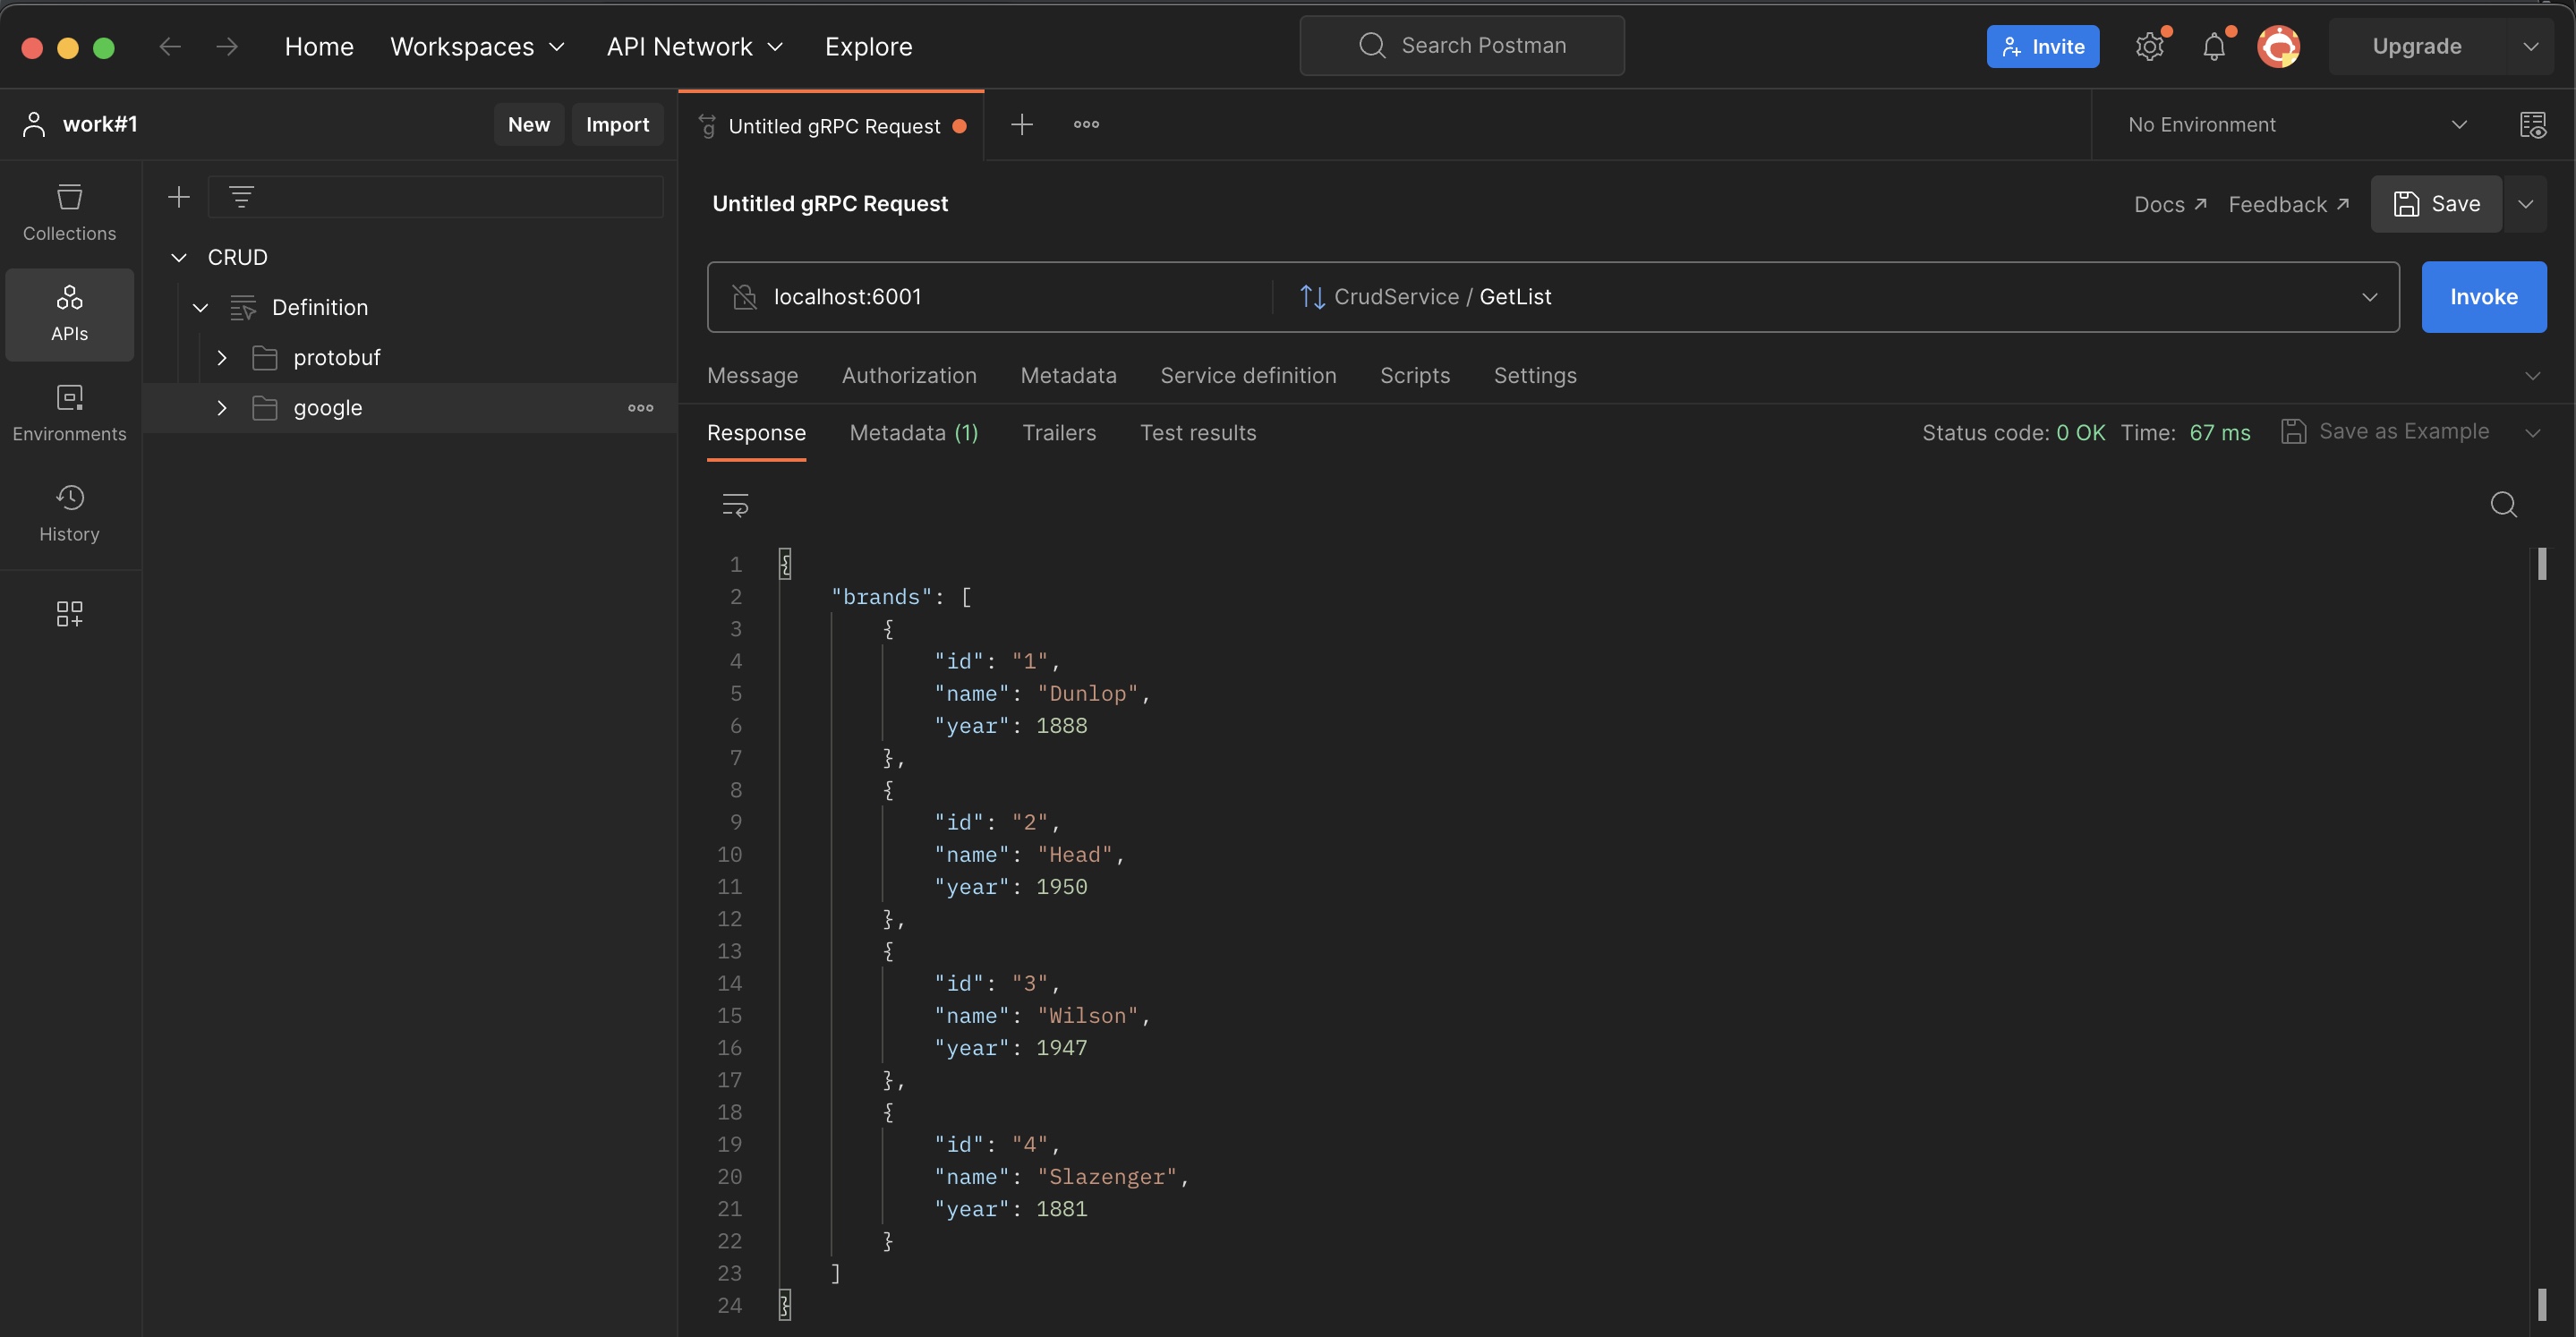 Home Workspaces API Network Explore Search Postman Invite Upgrade
work#1 New Import Untitled gRPC Request No Environment
Collections
APIs
Environments
History
CRUD
Definition
protobuf
google
Untitled gRPC Request Docs Feedback Save
localhost:6001 CrudService / GetList Invoke
Message Authorization Metadata Service definition Scripts Settings
Response Metadata (1) Trailers Test results Status code: 0 OK Time: 67 ms Save as Example
1 {
2 "brands": [
3 {
4 "id": "1",
5 "name": "Dunlop",
6 "year": 1888
7 },
8 {
9 "id": "2",
10 "name": "Head",
11 "year": 1950
12 },
13 {
14 "id": "3",
15 "name": "Wilson",
16 "year": 1947
17 },
18 {
19 "id": "4",
20 "name": "Slazenger",
21 "year": 1881
22 }
23 ]
24 }